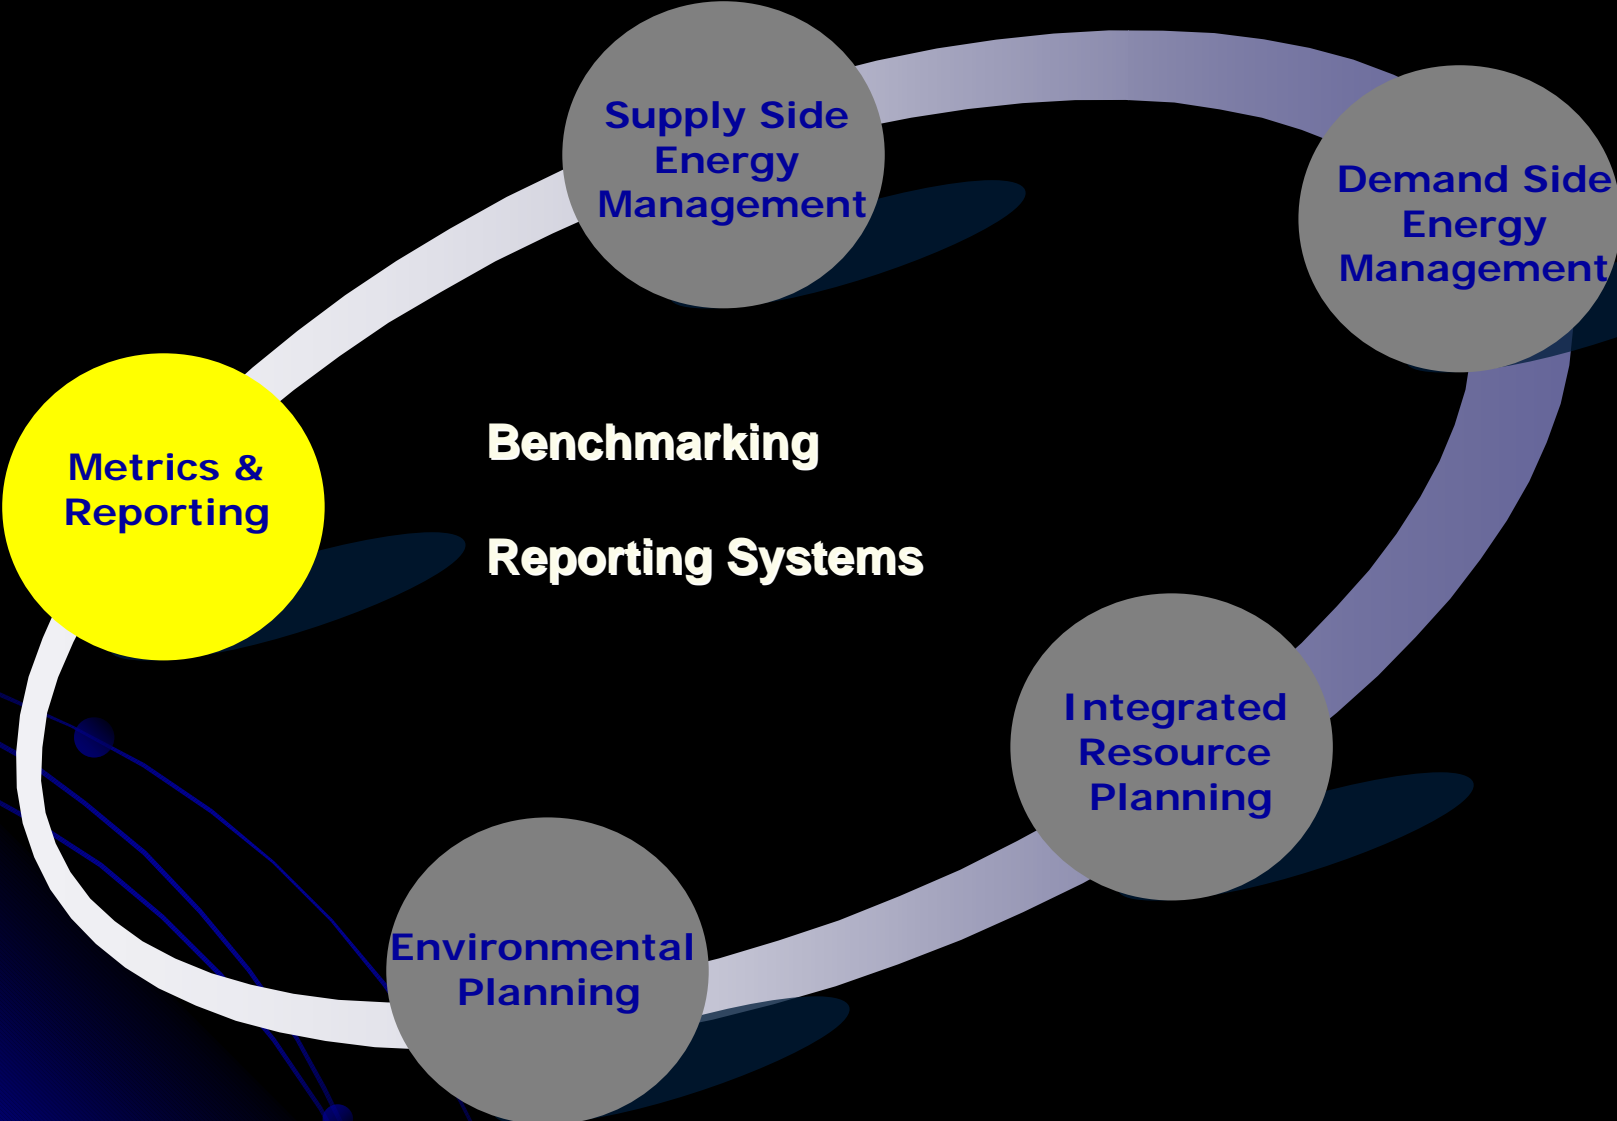 Supply Side
Energy
Management
Demand Side
Energy
Management
Metrics &
Reporting
Benchmarking
Reporting Systems
Integrated
Resource
Planning
Environmental
Planning